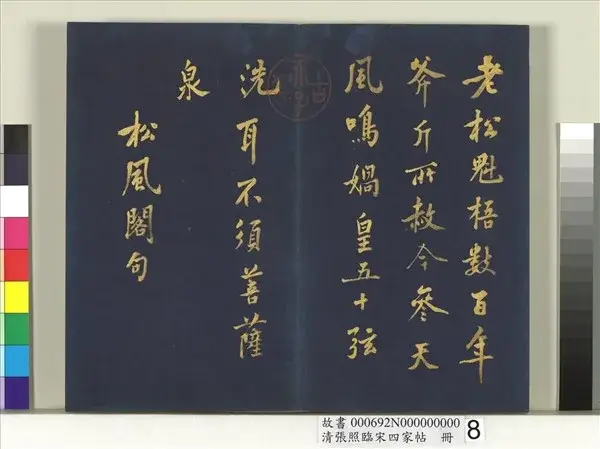 老松魁梧數百年
斧斤所赦今參天
風鳴媧皇五十弦
洗耳不須菩薩
泉
松風閣句
故書 000692N000000000
清張照臨宋四家帖 冊
8